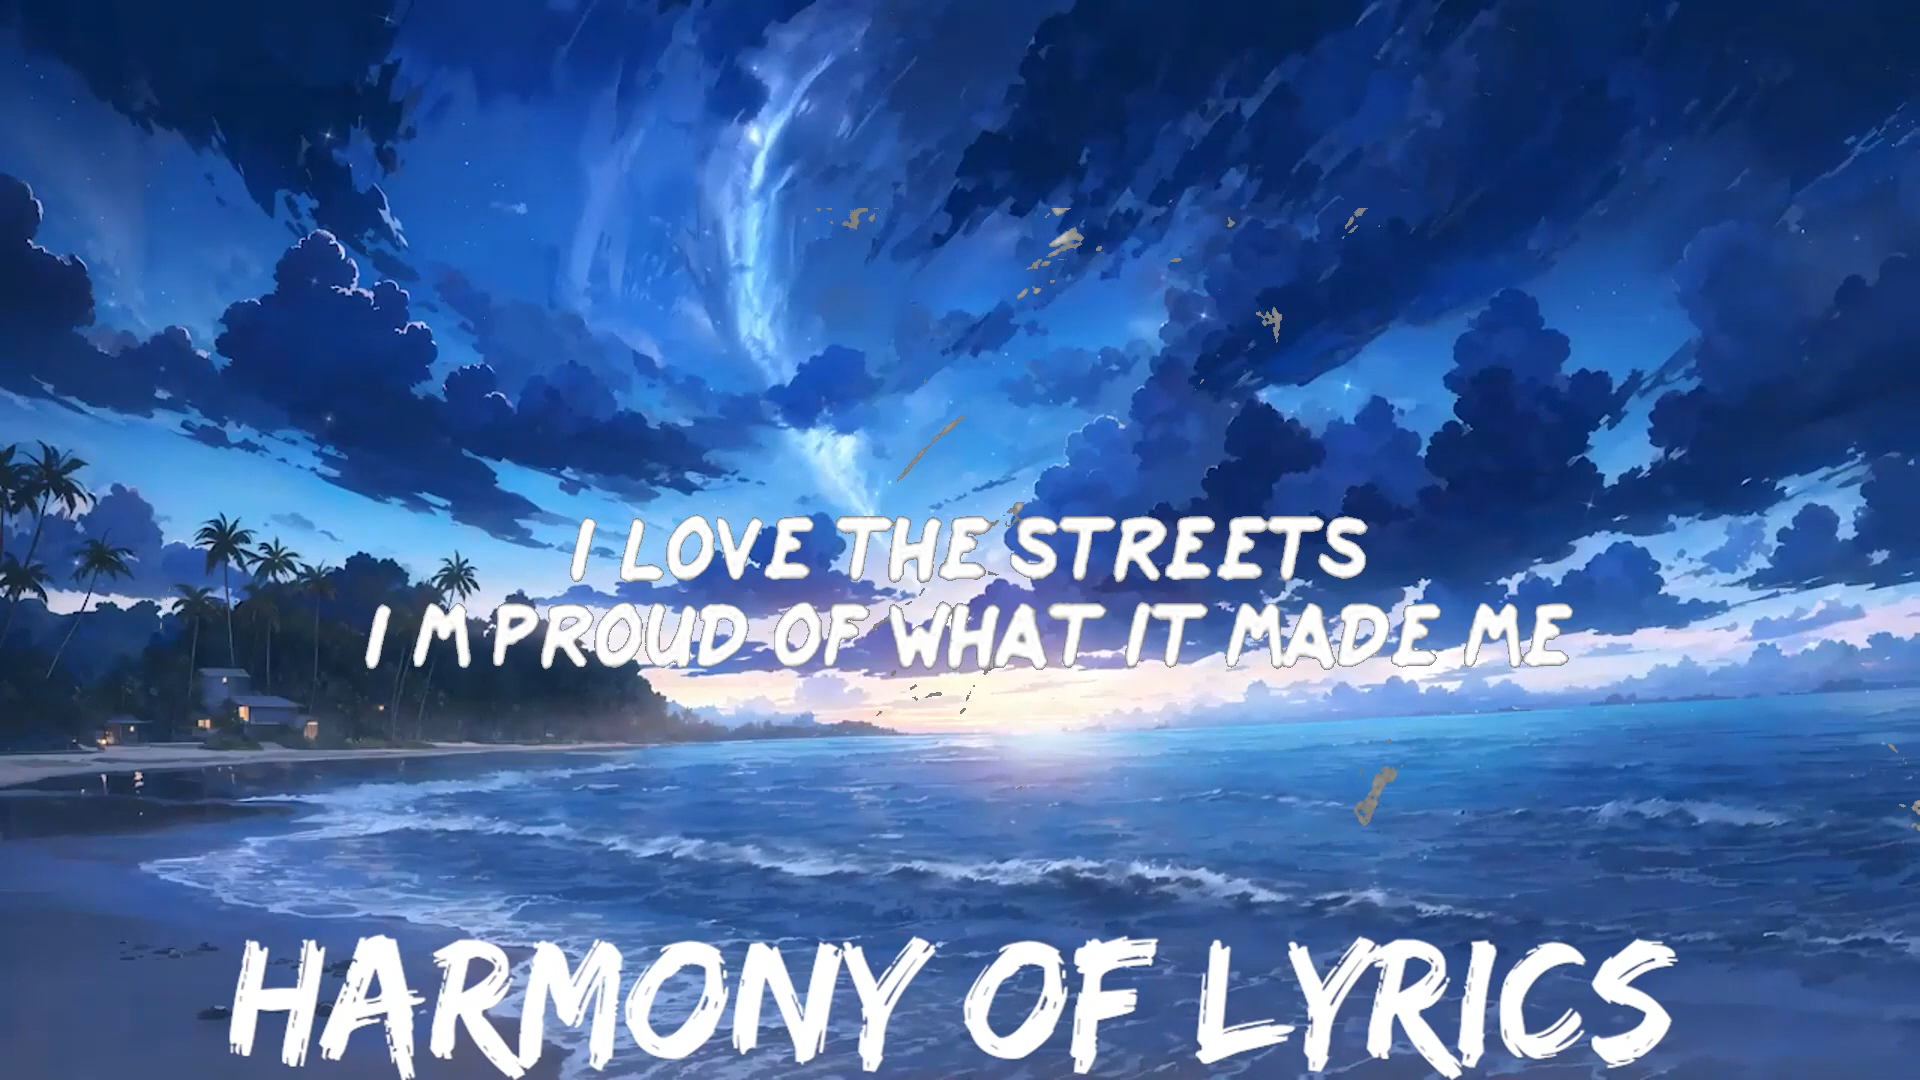 I LOVE THE STREETS
I M PROUD OF WHAT IT MADE ME
HARMONY OF LYRICS